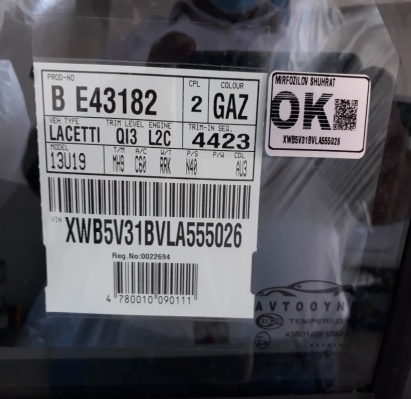 PROD-NO CPL COLOUR
B E43182 2 GAZ
VEH TYPE TRIM LEVEL ENGINE TRIM-IN SEQ.
LACETTI QI3 L2C 4423
MODEL T/M A/C W/T P/S P/W COL
13U19 MH9 C60 RRK N40 AU3
VIN
XWB5V31BVLA555026
Reg.No:0022694
4 780010 090111
MIRFOZILOV SHUHRAT
OK
XWB5V31BVLA555026
AVTOOYN
TEMPERED